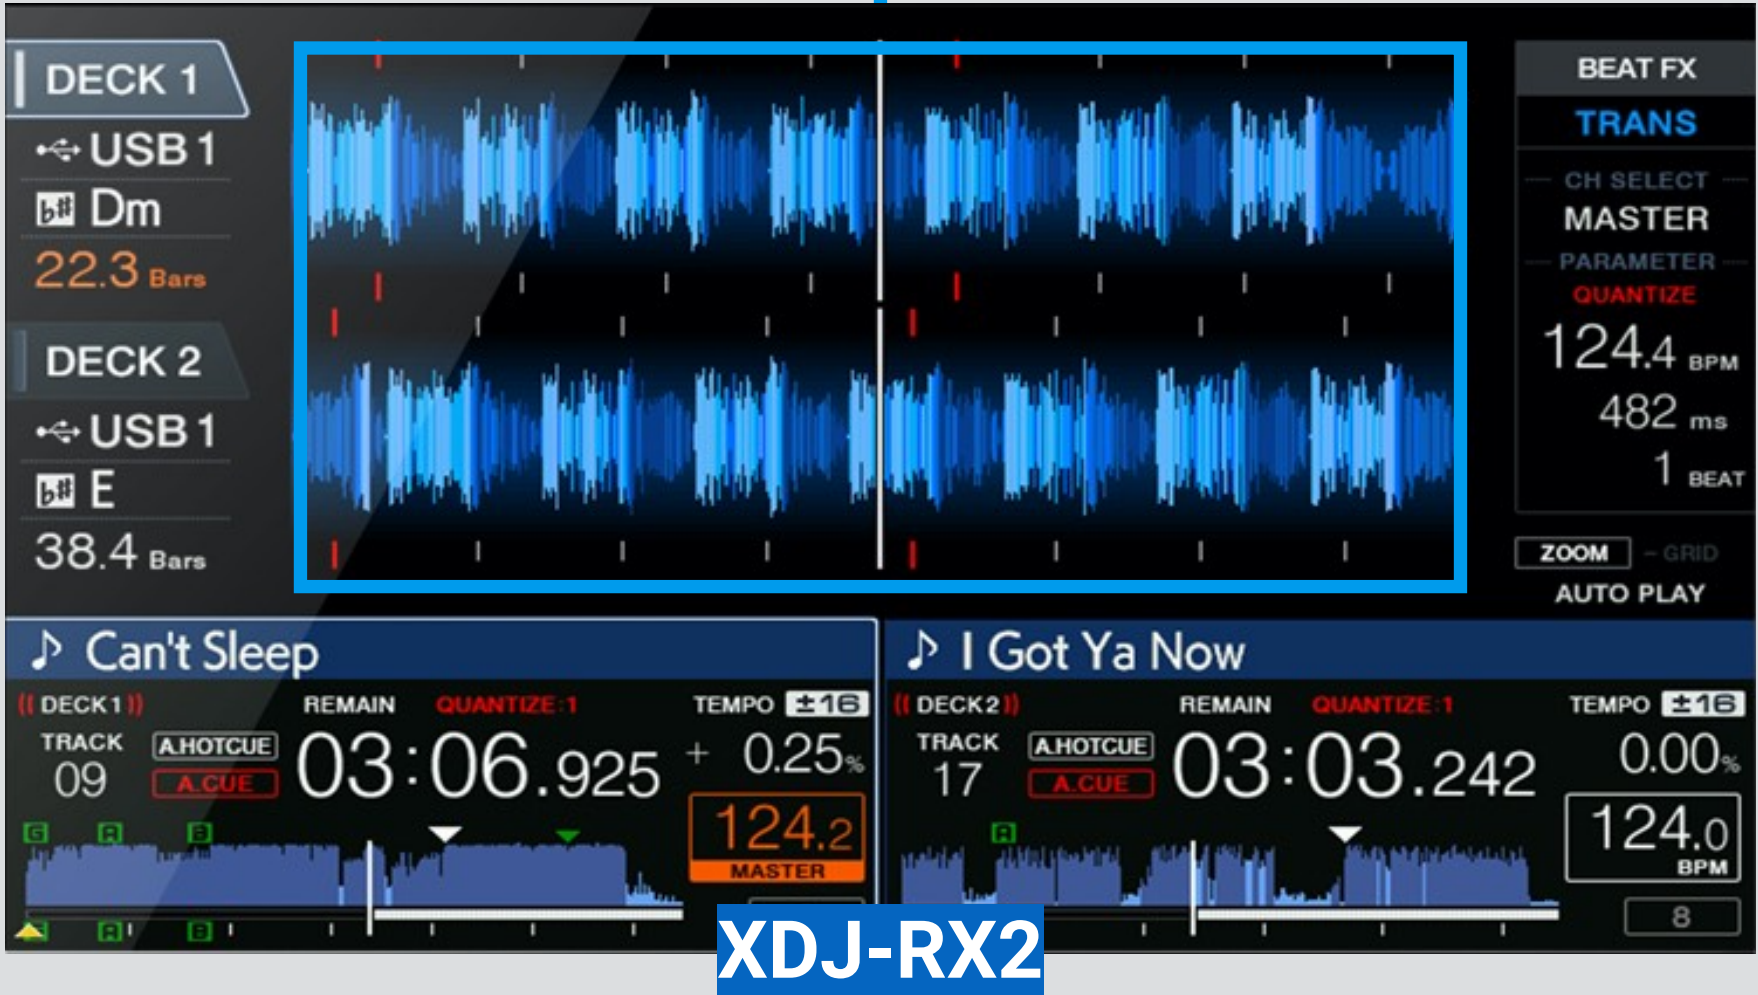 DECK 1
USB 1
b# Dm
22.3 Bars
DECK 2
USB 1
b# E
38.4 Bars
BEAT FX
TRANS
CH SELECT
MASTER
PARAMETER
QUANTIZE
124.4 BPM
482 ms
1 BEAT
ZOOM - GRID
AUTO PLAY
♪ Can't Sleep
DECK1 REMAIN QUANTIZE:1 TEMPO ±16
TRACK A.HOTCUE 03:06.925 + 0.25%
09 A.CUE
124.2
MASTER
G A B
A B
♪ I Got Ya Now
DECK2 REMAIN QUANTIZE:1 TEMPO ±16
TRACK A.HOTCUE 03:03.242 0.00%
17 A.CUE
A
124.0
BPM
8
XDJ-RX2